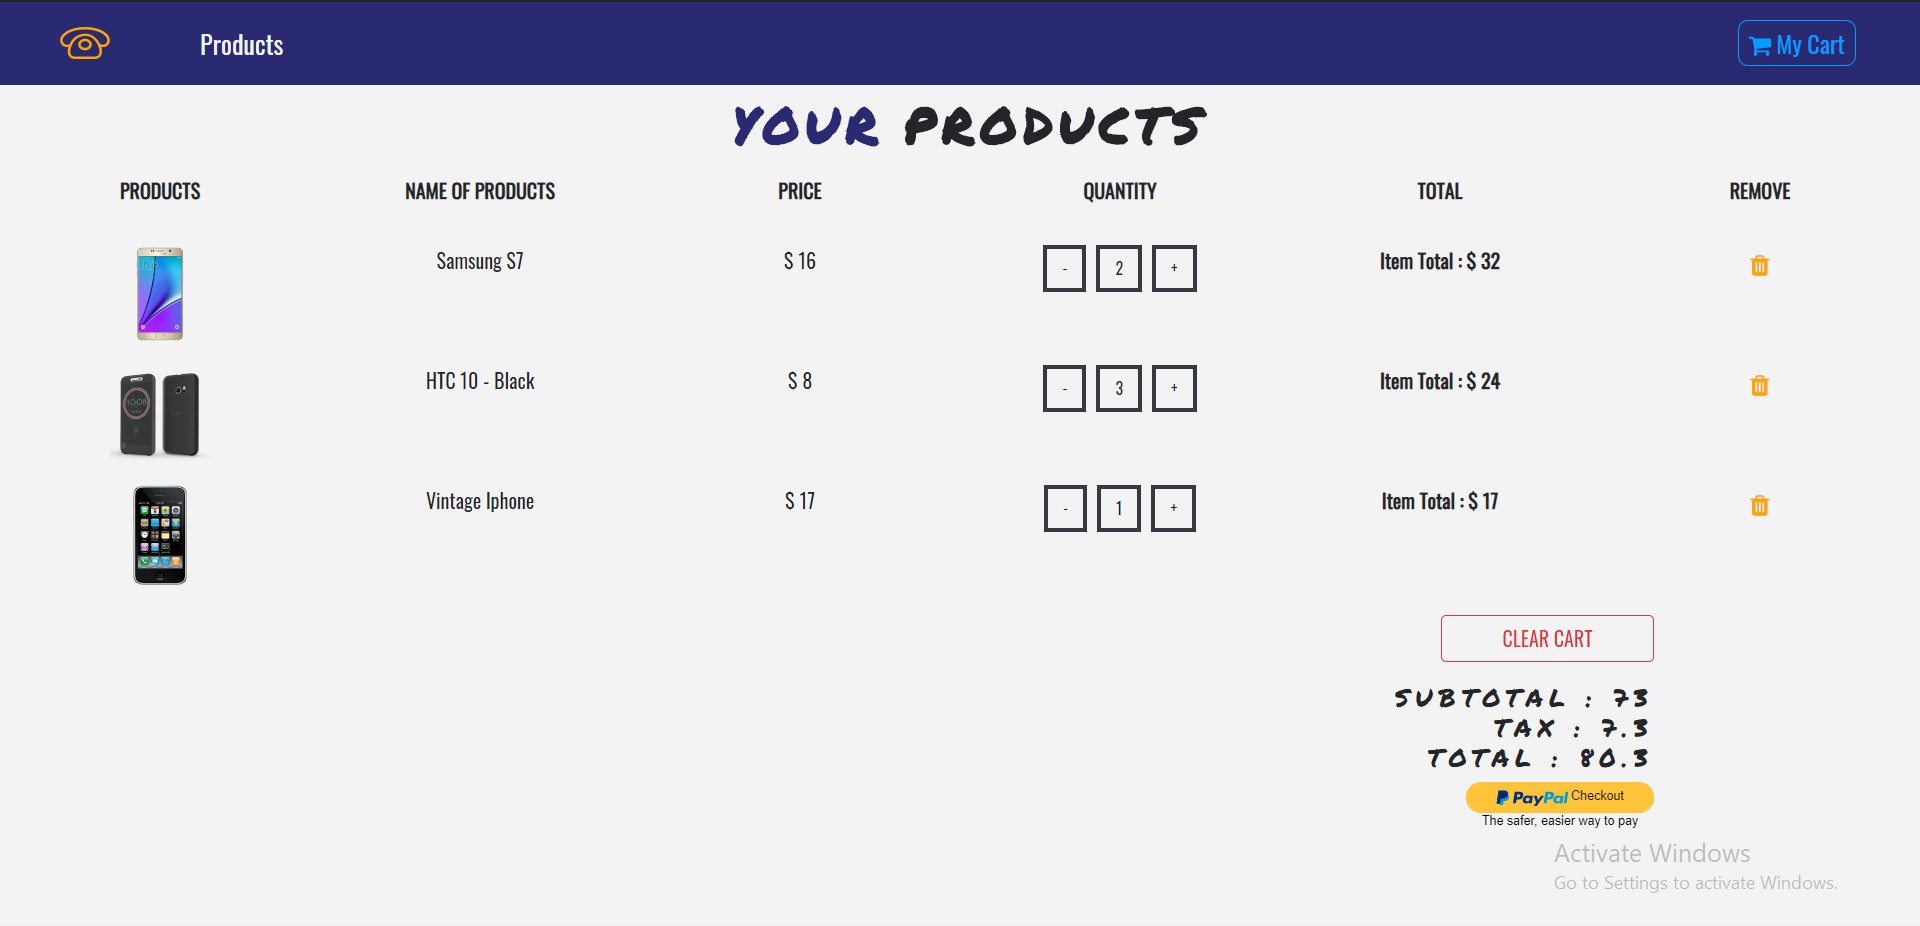 Products
My Cart
YOUR PRODUCTS
PRODUCTS NAME OF PRODUCTS PRICE QUANTITY TOTAL REMOVE
Samsung S7 $ 16 - 2 + Item Total : $ 32
HTC 10 - Black $ 8 - 3 + Item Total : $ 24
Vintage Iphone $ 17 - 1 + Item Total : $ 17
CLEAR CART
SUBTOTAL : 73
TAX : 7.3
TOTAL : 80.3
PayPal Checkout
The safer, easier way to pay
Activate Windows
Go to Settings to activate Windows.